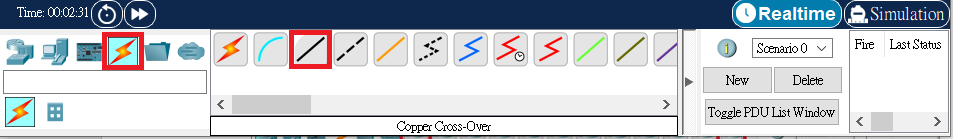 Time: 00:02:31
Realtime
Simulation
Scenario 0
Fire
Last Status
New
Delete
Toggle PDU List Window
Copper Cross-Over